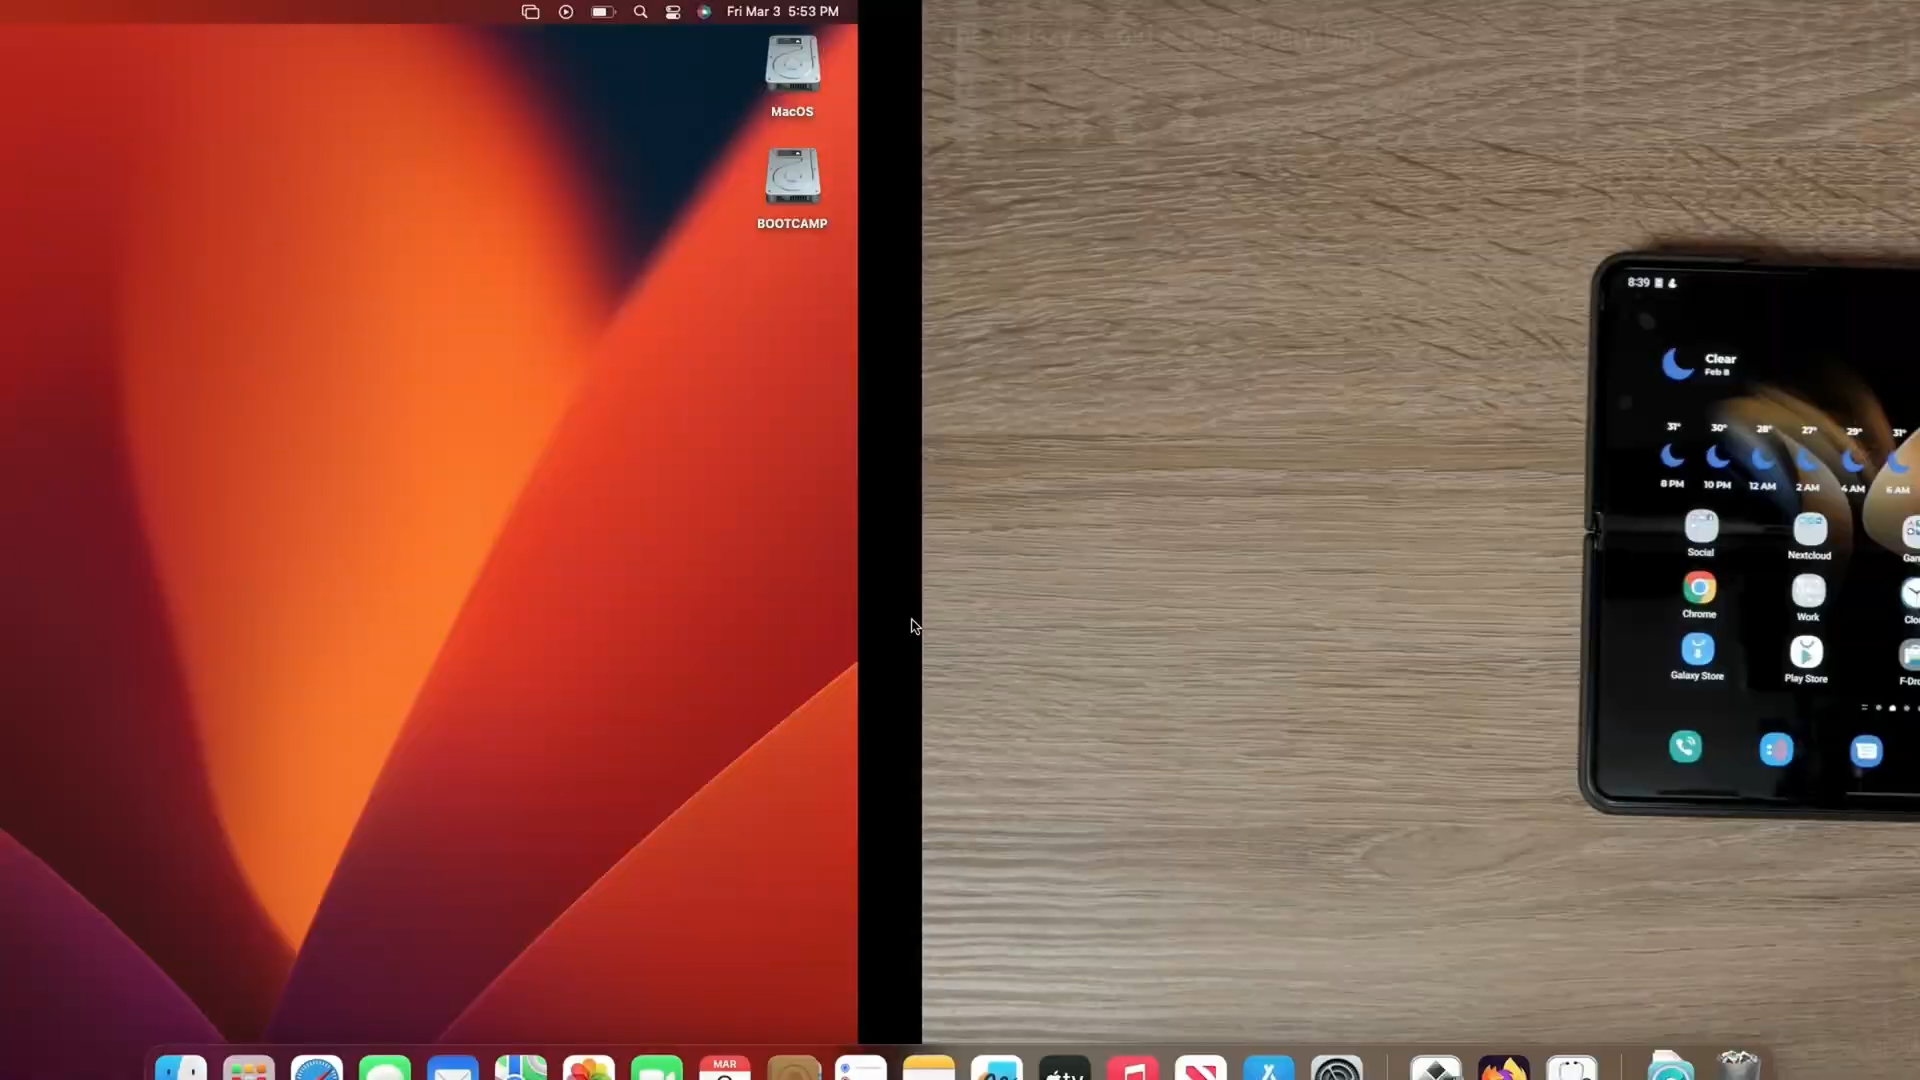 Fri Mar 3 5:53 PM
MacOS
BOOTCAMP
8:39
Clear
Feb 8
31° 30° 28° 27° 29° 31°
8 PM 10 PM 12 AM 2 AM 4 AM 6 AM
Social Nextcloud
Chrome Work
Galaxy Store Play Store
MAR
tv